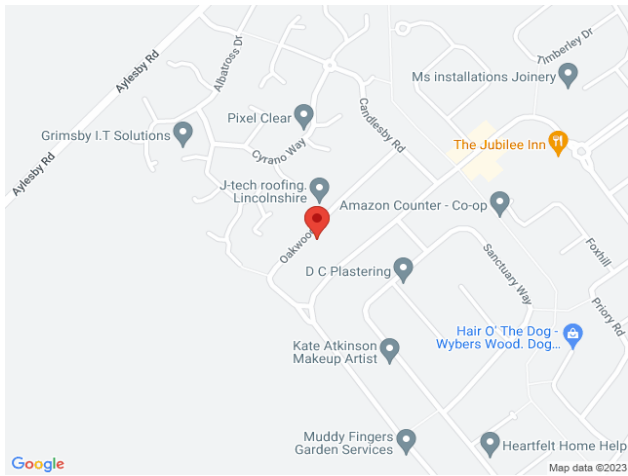 Aylesby Rd
Albatross Dr
Timberley Dr
Ms installations Joinery
Candlesby Rd
Pixel Clear
Grimsby I.T Solutions
The Jubilee Inn
Cyrano Way
Aylesby Rd
J-tech roofing.
Lincolnshire
Amazon Counter - Co-op
Oakwood
Foxhill
D C Plastering
Sanctuary Way
Priory Rd
Hair O' The Dog -
Wybers Wood. Dog...
Kate Atkinson
Makeup Artist
Muddy Fingers
Garden Services
Heartfelt Home Help
Google
Map data ©2023